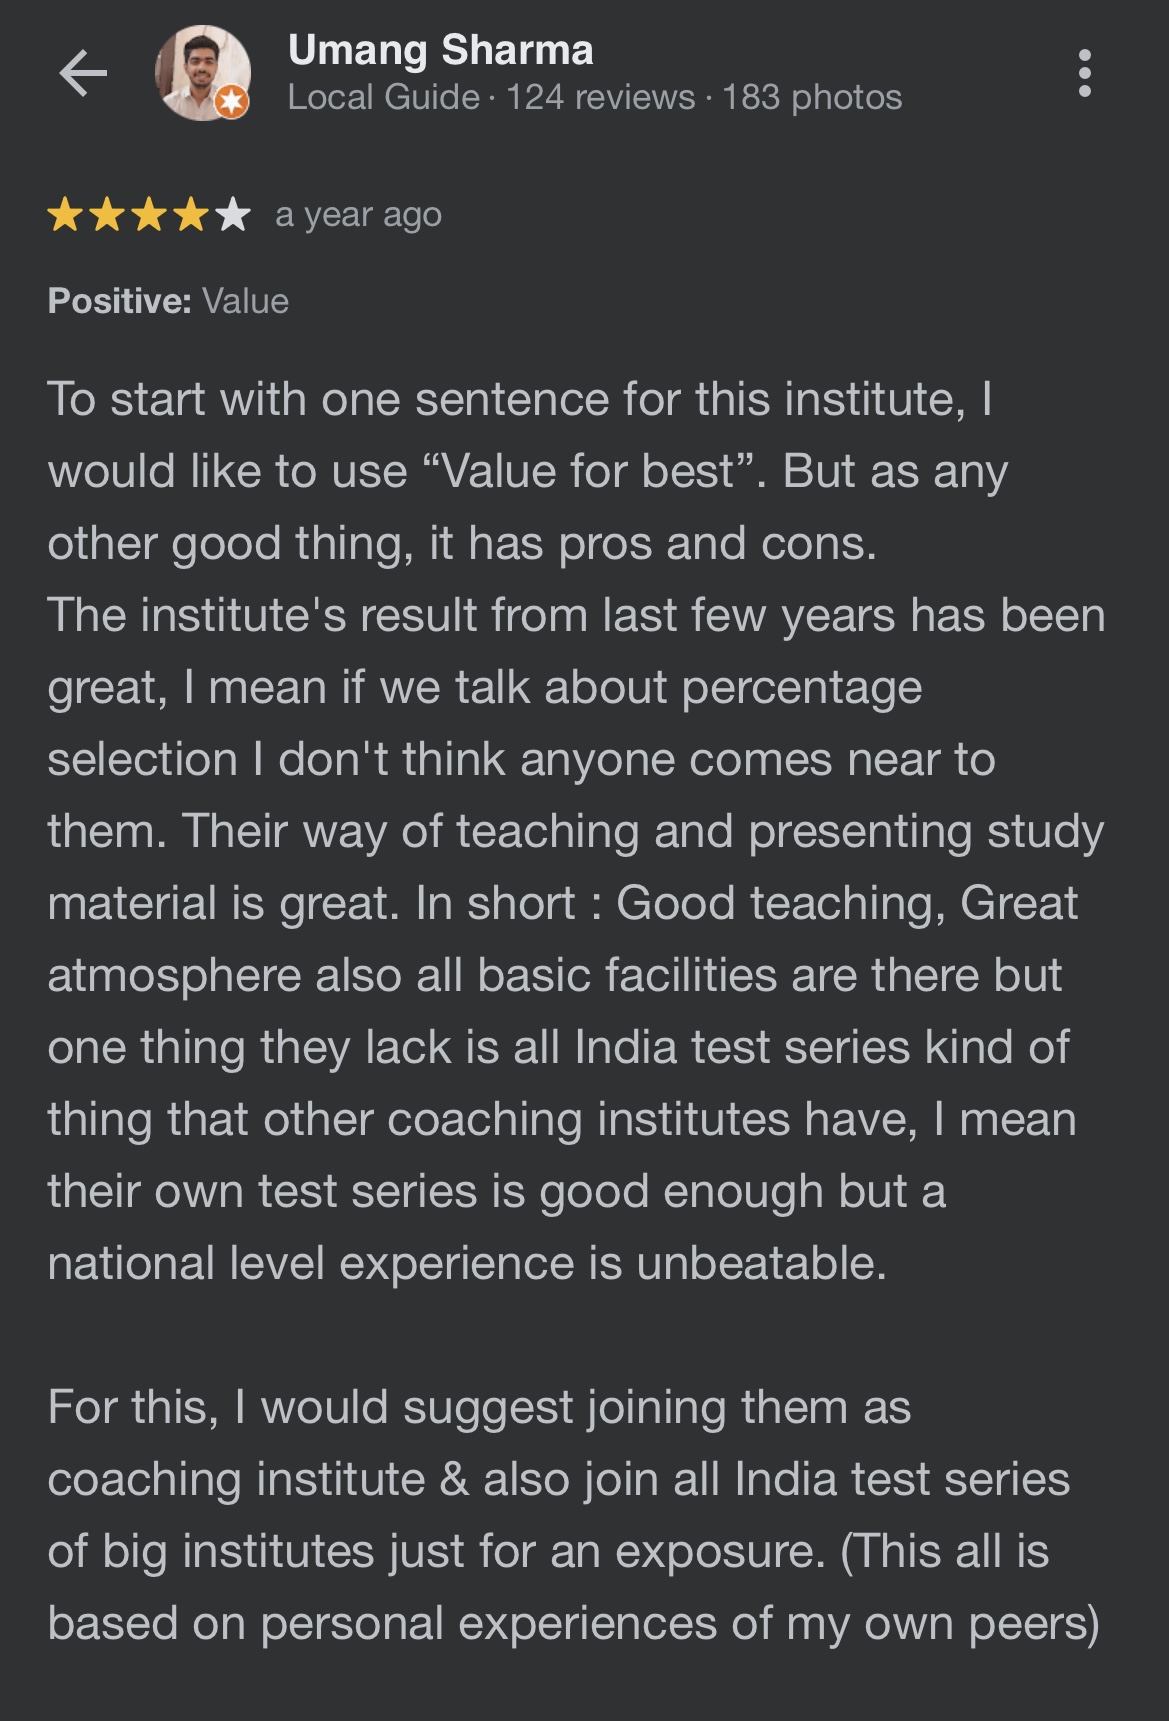 Umang Sharma
Local Guide · 124 reviews · 183 photos
a year ago
Positive: Value
To start with one sentence for this institute, I
would like to use “Value for best”. But as any
other good thing, it has pros and cons.
The institute's result from last few years has been
great, I mean if we talk about percentage
selection I don't think anyone comes near to
them. Their way of teaching and presenting study
material is great. In short : Good teaching, Great
atmosphere also all basic facilities are there but
one thing they lack is all India test series kind of
thing that other coaching institutes have, I mean
their own test series is good enough but a
national level experience is unbeatable.
For this, I would suggest joining them as
coaching institute & also join all India test series
of big institutes just for an exposure. (This all is
based on personal experiences of my own peers)